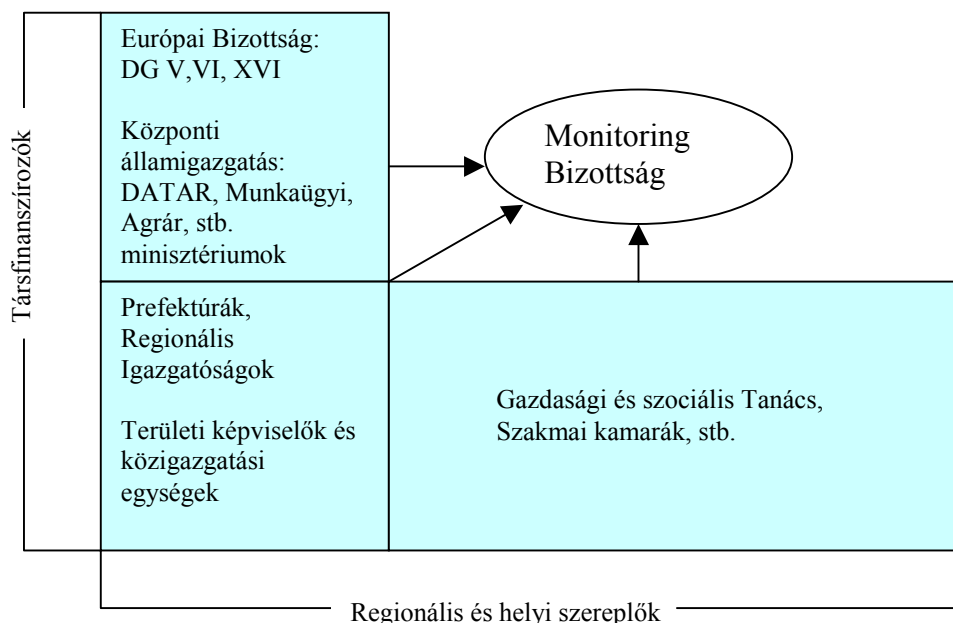 Társfinanszírozók
Európai Bizottság:
DG V,VI, XVI
Központi
államigazgatás:
DATAR, Munkaügyi,
Agrár, stb.
minisztériumok
Monitoring
Bizottság
Prefektúrák,
Regionális
Igazgatóságok
Területi képviselők és
közigazgatási
egységek
Gazdasági és szociális Tanács,
Szakmai kamarák, stb.
Regionális és helyi szereplők